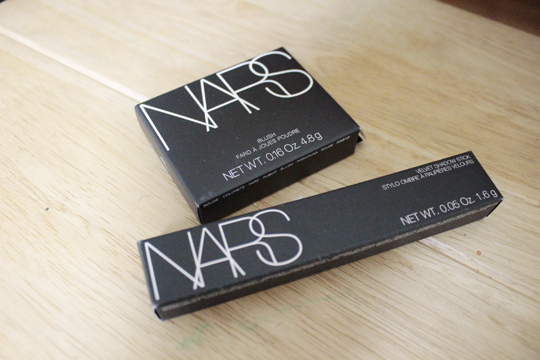 NARS
BLUSH
FARD À JOUES POUDRE
NET WT. 0.16 Oz. 4.8 g
NARS
VELVET SHADOW STICK
STYLO OMBRE À PAUPIÈRES VELOURS
NET WT. 0.05 Oz. 1.6 g